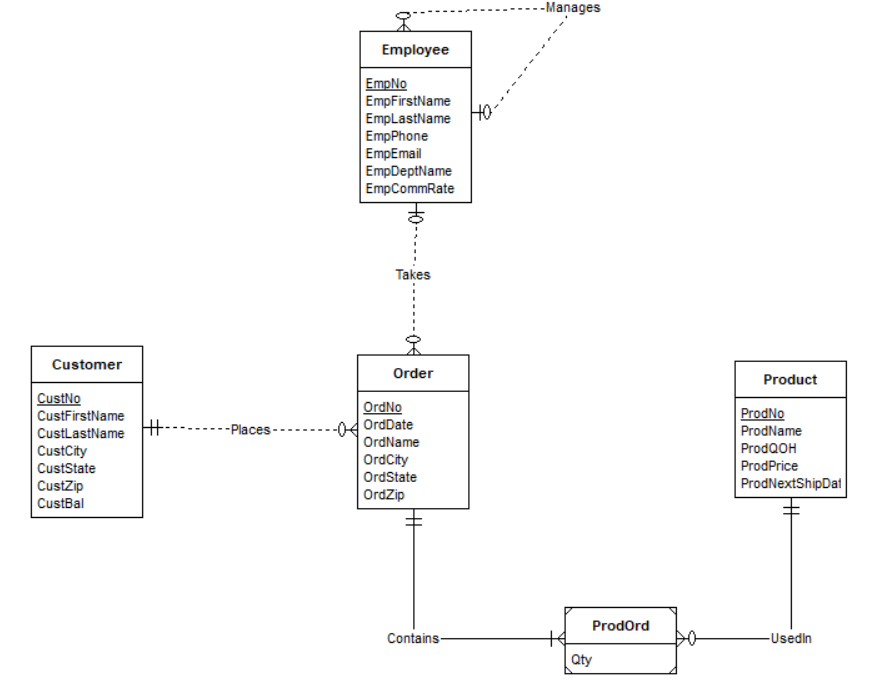 Manages
Employee
EmpNo
EmpFirstName
EmpLastName
EmpPhone
EmpEmail
EmpDeptName
EmpCommRate
Takes
Customer
CustNo
CustFirstName
CustLastName
CustCity
CustState
CustZip
CustBal
Places
Order
OrdNo
OrdDate
OrdName
OrdCity
OrdState
OrdZip
Product
ProdNo
ProdName
ProdQOH
ProdPrice
ProdNextShipDat
Contains
ProdOrd
Qty
UsedIn